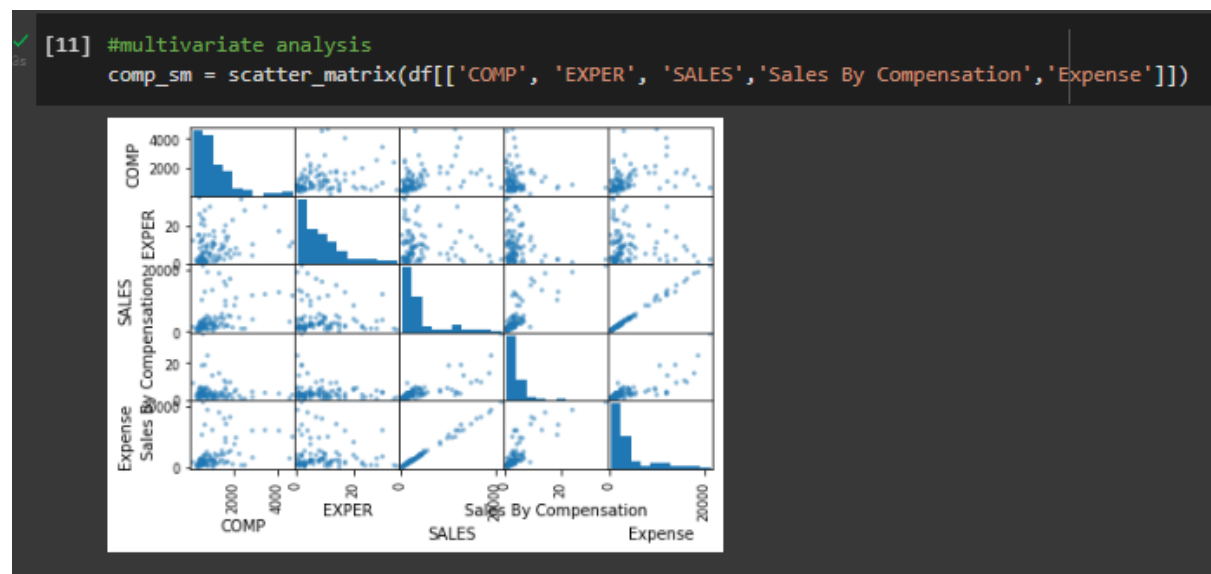 [11] #multivariate analysis
comp_sm = scatter_matrix(df[['COMP', 'EXPER', 'SALES','Sales By Compensation','Expense']])
3s
COMP
4000
2000
EXPER
20
0
SALES
20000
0
Sales By Compensation
20
0
Expense
20000
0
2000
4000
0
20
0
20000
0
20
0
20000
COMP
EXPER
SALES
Sales By Compensation
Expense